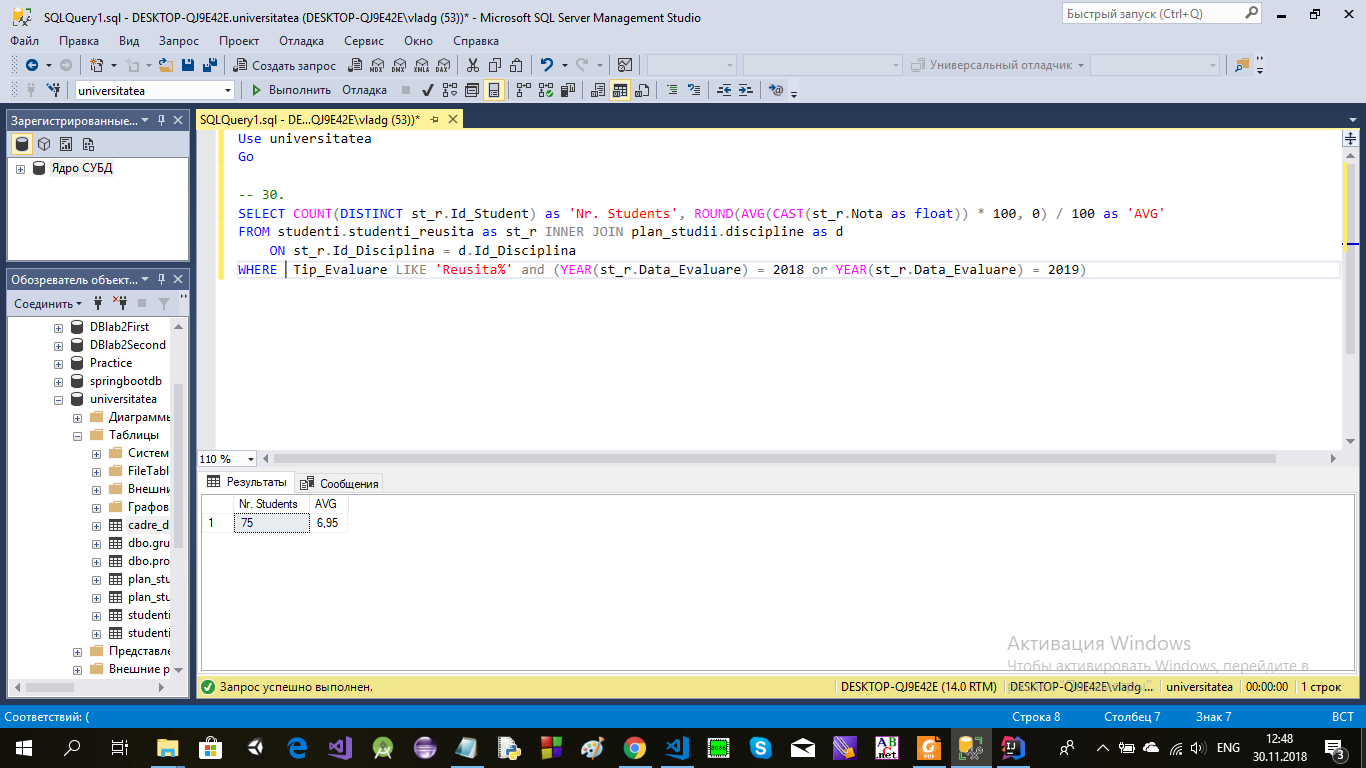 SQLQuery1.sql - DESKTOP-QJ9E42E.universitatea (DESKTOP-QJ9E42E\vladg (53))* - Microsoft SQL Server Management Studio
Быстрый запуск (Ctrl+Q)
Файл Правка Вид Запрос Проект Отладка Сервис Окно Справка
Создать запрос MDX DMX XMLA DAX Универсальный отладчик
universitatea Выполнить Отладка
Зарегистрированные...
SQLQuery1.sql - DE...QJ9E42E\vladg (53))*
Ядро СУБД
Use universitatea
Go
-- 30.
SELECT COUNT(DISTINCT st_r.Id_Student) as 'Nr. Students', ROUND(AVG(CAST(st_r.Nota as float)) * 100, 0) / 100 as 'AVG'
FROM studenti.studenti_reusita as st_r INNER JOIN plan_studii.discipline as d
ON st_r.Id_Disciplina = d.Id_Disciplina
WHERE Tip_Evaluare LIKE 'Reusita%' and (YEAR(st_r.Data_Evaluare) = 2018 or YEAR(st_r.Data_Evaluare) = 2019)
Обозреватель объект...
Соединить
DBlab2First
DBlab2Second
Practice
springbootdb
universitatea
Диаграммы
Таблицы
Систем
FileTabl
Внешни
Графов
cadre_d
dbo.gru
dbo.pro
plan_stu
plan_stu
studenti
studenti
Представле
Внешние р
110 %
Результаты Сообщения
Nr. Students AVG
1 75 6,95
Активация Windows
Чтобы активировать Windows, перейдите в
Запрос успешно выполнен. DESKTOP-QJ9E42E (14.0 RTM) DESKTOP-QJ9E42E\vladg ... universitatea 00:00:00 1 строк
Соответствий: ( Строка 8 Столбец 7 Знак 7 ВСТ
ENG
12:48
30.11.2018
3